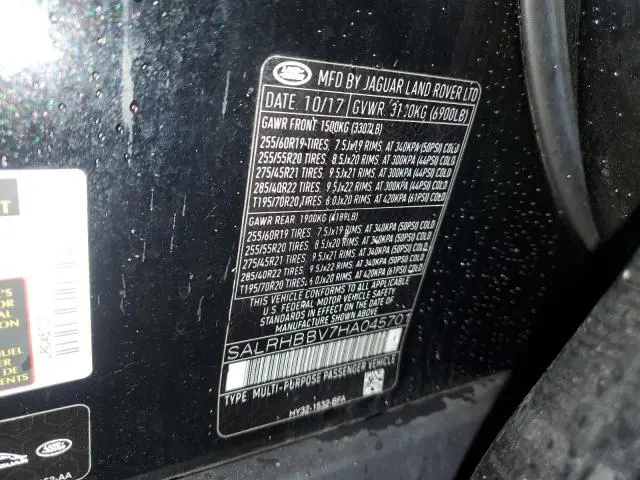 LAND ROVER
MFD BY JAGUAR LAND ROVER LTD
DATE: 10/17 GVWR: 3130KG (6900LB)
GAWR FRONT 1500KG (3307LB)
255/60R19-TIRES, 7.5Jx19 RIMS, AT 340KPA (50PSI) COLD
255/55R20 TIRES, 8.5Jx20 RIMS, AT 300KPA (44PSI) COLD
275/45R21 TIRES, 9.5Jx21 RIMS, AT 300KPA (44PSI) COLD
285/40R22 TIRES, 9.5Jx22 RIMS, AT 300KPA (44PSI) COLD
T195/70R20 TIRES, 6.0Jx20 RIMS, AT 420KPA (61PSI) COLD
GAWR REAR 1900KG (4189LB)
255/60R19 TIRES, 7.5Jx19 RIMS, AT 340KPA (50PSI) COLD
255/55R20 TIRES, 8.5Jx20 RIMS, AT 340KPA (50PSI) COLD
275/45R21 TIRES, 9.5Jx21 RIMS, AT 340KPA (50PSI) COLD
285/40R22 TIRES, 9.5Jx22 RIMS, AT 340KPA (50PSI) COLD
T195/70R20 TIRES, 6.0Jx20 RIMS, AT 420KPA (61PSI) COLD
THIS VEHICLE CONFORMS TO ALL APPLICABLE
U.S. FEDERAL MOTOR VEHICLE SAFETY STANDARDS
IN EFFECT ON THE DATE OF MANUFACTURE SHOWN ABOVE
SALRHBBV7HA045701
TYPE: MULTI-PURPOSE PASSENGER VEHICLE
HY32-1532-BFA